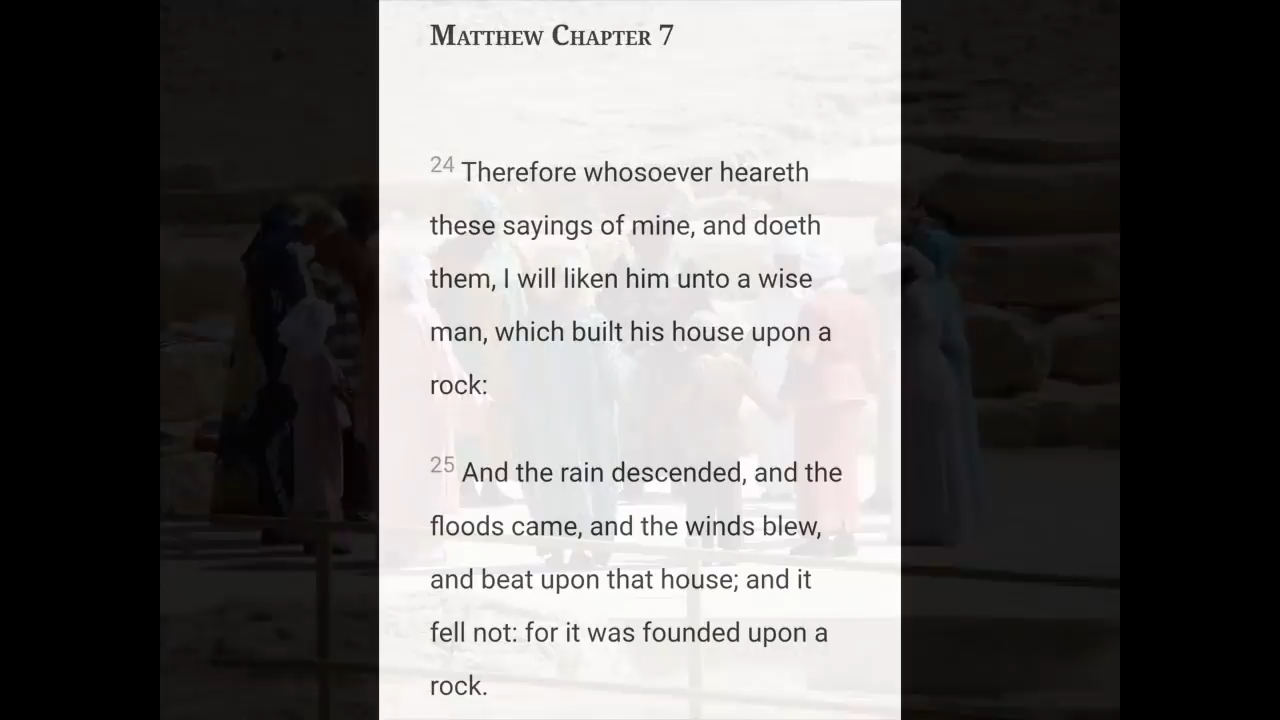 Matthew Chapter 7
24 Therefore whosoever heareth
these sayings of mine, and doeth
them, I will liken him unto a wise
man, which built his house upon a
rock:
25 And the rain descended, and the
floods came, and the winds blew,
and beat upon that house; and it
fell not: for it was founded upon a
rock.